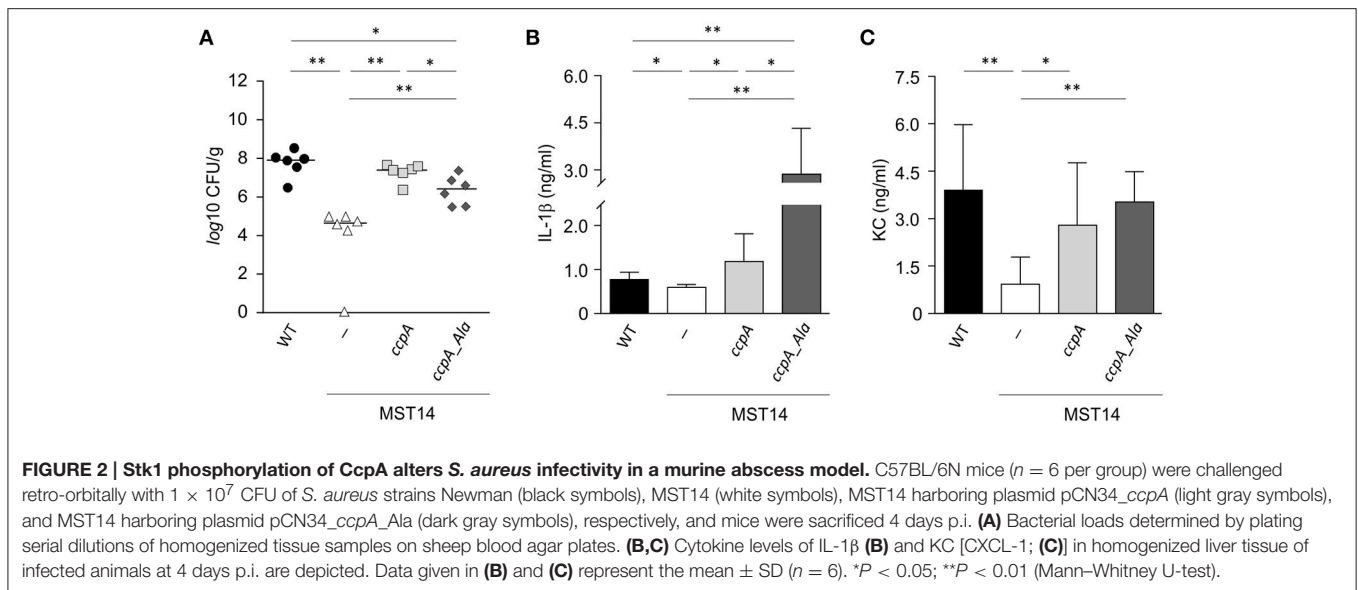 A
B
C
*
**
**
*
**
12
10
8
6
4
2
0
log10 CFU/g
WT
–
ccpA
ccpA_Ala
MST14
**
*
*
*
**
6.0
4.5
3.0
2.0
1.0
0
IL-1β (ng/ml)
WT
–
ccpA
ccpA_Ala
MST14
**
*
**
7.5
6.0
4.5
3.0
1.5
0
KC (ng/ml)
WT
–
ccpA
ccpA_Ala
MST14
FIGURE 2 | Stk1 phosphorylation of CcpA alters S. aureus infectivity in a murine abscess model. C57BL/6N mice (n = 6 per group) were challenged
retro-orbitally with 1 × 10⁷ CFU of S. aureus strains Newman (black symbols), MST14 (white symbols), MST14 harboring plasmid pCN34_ccpA (light gray symbols),
and MST14 harboring plasmid pCN34_ccpA_Ala (dark gray symbols), respectively, and mice were sacrificed 4 days p.i. (A) Bacterial loads determined by plating
serial dilutions of homogenized tissue samples on sheep blood agar plates. (B,C) Cytokine levels of IL-1β (B) and KC [CXCL-1; (C)] in homogenized liver tissue of
infected animals at 4 days p.i. are depicted. Data given in (B) and (C) represent the mean ± SD (n = 6). *P < 0.05; **P < 0.01 (Mann–Whitney U-test).